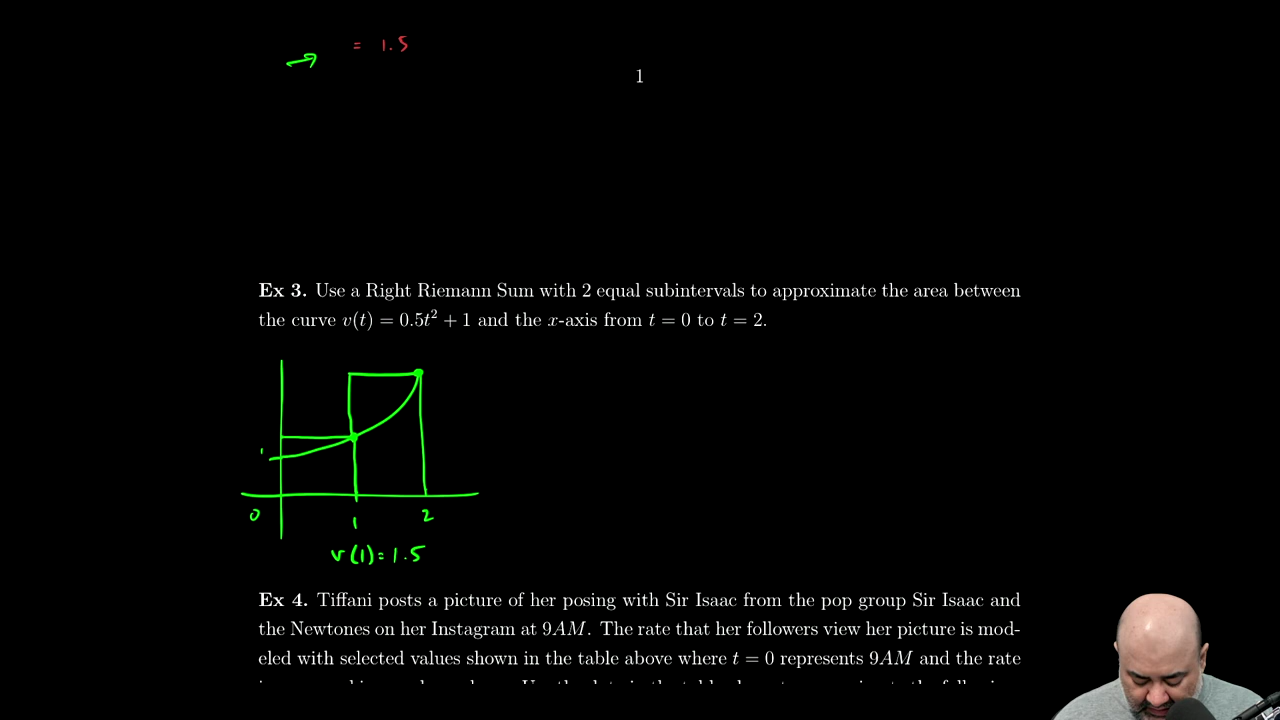 = 1.5
1
Ex 3. Use a Right Riemann Sum with 2 equal subintervals to approximate the area between
the curve v(t) = 0.5t² + 1 and the x-axis from t = 0 to t = 2.
1
0 1 2
v(1) = 1.5
Ex 4. Tiffani posts a picture of her posing with Sir Isaac from the pop group Sir Isaac and
the Newtones on her Instagram at 9AM. The rate that her followers view her picture is mod-
eled with selected values shown in the table above where t = 0 represents 9AM and the rate